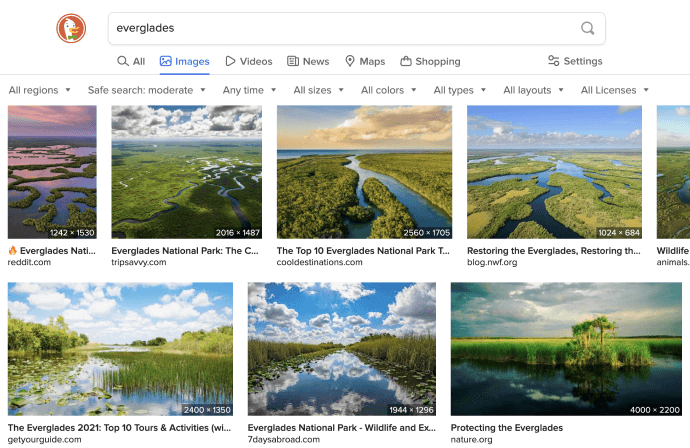 everglades
All Images Videos News Maps Shopping Settings
All regions Safe search: moderate Any time All sizes All colors All types All layouts All Licenses
1242 × 1530 2016 × 1487 2560 × 1705 1024 × 684
Everglades Nati... Everglades National Park: The C... The Top 10 Everglades National Park T... Restoring the Everglades, Restoring th... Wildlife
reddit.com tripsavvy.com cooldestinations.com blog.nwf.org animals.
2400 × 1350 1944 × 1296 4000 × 2200
The Everglades 2021: Top 10 Tours & Activities (wi... Everglades National Park - Wildlife and Ex... Protecting the Everglades
getyourguide.com 7daysabroad.com nature.org